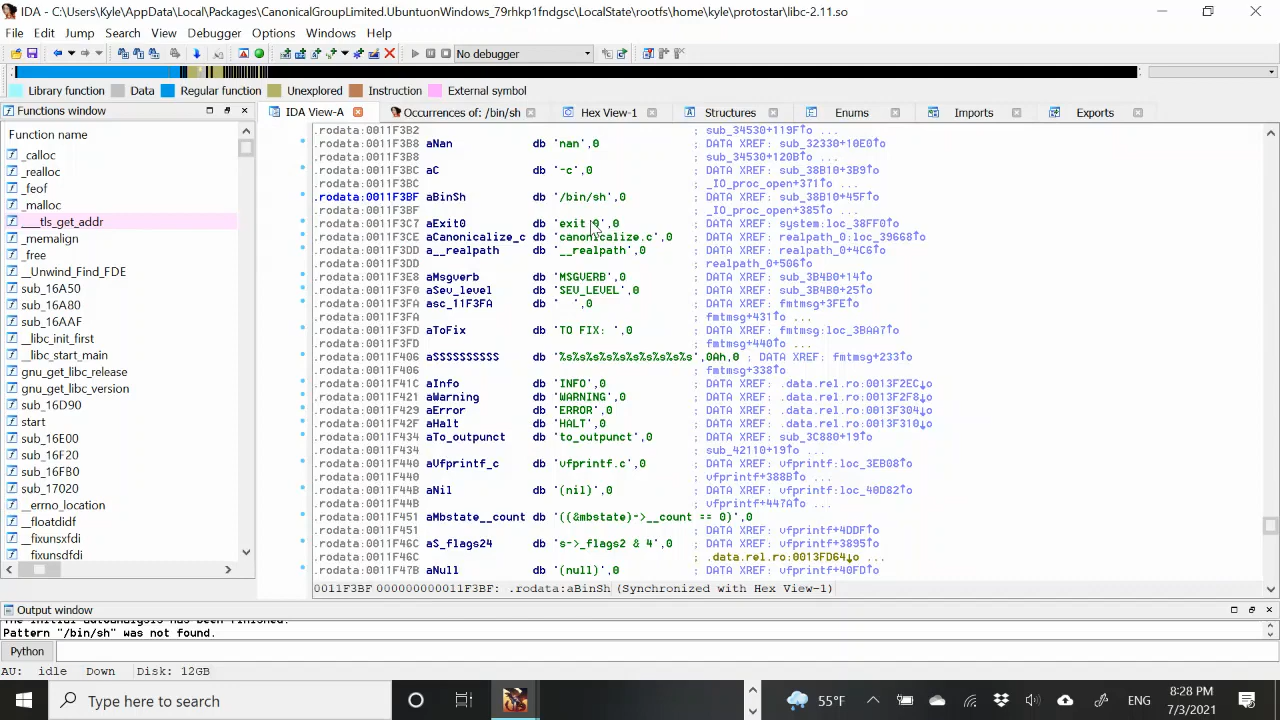 IDA - C:\Users\Kyle\AppData\Local\Packages\CanonicalGroupLimited.UbuntuonWindows_79rhkp1fndgsc\LocalState\rootfs\home\kyle\protostar\libc-2.11.so
File Edit Jump Search View Debugger Options Windows Help
No debugger
Library function Data Regular function Unexplored Instruction External symbol
Functions window
IDA View-A Occurrences of: /bin/sh Hex View-1 Structures Enums Imports Exports
Function name
_calloc
_realloc
_feof
_malloc
___tls_get_addr
_memalign
_free
__Unwind_Find_FDE
sub_16A50
sub_16A80
sub_16AAF
__libc_init_first
__libc_start_main
gnu_get_libc_release
gnu_get_libc_version
sub_16D90
start
sub_16E00
sub_16F20
sub_16FB0
sub_17020
__errno_location
__floatdidf
__fixunsxfdi
__fixunsdfdi
.rodata:0011F3B2 ; sub_34530+119F↑o ...
.rodata:0011F3B8 aNan db 'nan',0 ; DATA XREF: sub_32330+10E0↑o
.rodata:0011F3B8 ; sub_34530+120B↑o ...
.rodata:0011F3BC aC db '-c',0 ; DATA XREF: sub_38B10+3B9↑o
.rodata:0011F3BC ; _IO_proc_open+371↑o ...
.rodata:0011F3BF aBinSh db '/bin/sh',0 ; DATA XREF: sub_38B10+45F↑o
.rodata:0011F3BF ; _IO_proc_open+385↑o ...
.rodata:0011F3C7 aExit0 db 'exit 0',0 ; DATA XREF: system:loc_38FF0↑o
.rodata:0011F3CE aCanonicalize_c db 'canonicalize.c',0 ; DATA XREF: realpath_0:loc_39668↑o
.rodata:0011F3DD a__realpath db '__realpath',0 ; DATA XREF: realpath_0+4C6↑o
.rodata:0011F3DD ; realpath_0+506↑o
.rodata:0011F3E8 aMsgverb db 'MSGVERB',0 ; DATA XREF: sub_3B4B0+14↑o
.rodata:0011F3F0 aSev_level db 'SEV_LEVEL',0 ; DATA XREF: sub_3B4B0+25↑o
.rodata:0011F3FA asc_11F3FA db '  ',0 ; DATA XREF: fmtmsg+3FE↑o
.rodata:0011F3FA ; fmtmsg+431↑o ...
.rodata:0011F3FD aToFix db 'TO FIX: ',0 ; DATA XREF: fmtmsg:loc_3BAA7↑o
.rodata:0011F3FD ; fmtmsg+440↑o ...
.rodata:0011F406 aSSSSSSSSSS db '%s%s%s%s%s%s%s%s%s%s',0Ah,0 ; DATA XREF: fmtmsg+233↑o
.rodata:0011F406 ; fmtmsg+338↑o
.rodata:0011F41C aInfo db 'INFO',0 ; DATA XREF: .data.rel.ro:0013F2EC↓o
.rodata:0011F421 aWarning db 'WARNING',0 ; DATA XREF: .data.rel.ro:0013F2F8↓o
.rodata:0011F429 aError db 'ERROR',0 ; DATA XREF: .data.rel.ro:0013F304↓o
.rodata:0011F42F aHalt db 'HALT',0 ; DATA XREF: .data.rel.ro:0013F310↓o
.rodata:0011F434 aTo_outpunct db 'to_outpunct',0 ; DATA XREF: sub_3C880+19↑o
.rodata:0011F434 ; sub_42110+19↑o ...
.rodata:0011F440 aVfprintf_c db 'vfprintf.c',0 ; DATA XREF: vfprintf:loc_3EB08↑o
.rodata:0011F440 ; vfprintf+388B↑o ...
.rodata:0011F44B aNil db '(nil)',0 ; DATA XREF: vfprintf:loc_40D82↑o
.rodata:0011F44B ; vfprintf+447A↑o ...
.rodata:0011F451 aMbstate__count db '((&mbstate)->__count == 0)',0
.rodata:0011F451 ; DATA XREF: vfprintf+4DDF↑o
.rodata:0011F46C aS_flags24 db 's->_flags2 & 4',0 ; DATA XREF: vfprintf+3895↑o
.rodata:0011F46C ; .data.rel.ro:0013FD64↓o ...
.rodata:0011F47B aNull db '(null)',0 ; DATA XREF: vfprintf+40FD↑o
0011F3BF 000000000011F3BF: .rodata:aBinSh (Synchronized with Hex View-1)
Output window
The initial autoanalysis has been finished.
Pattern "/bin/sh" was not found.
Python
AU: idle Down Disk: 12GB
Type here to search
55°F
ENG
8:28 PM
7/3/2021